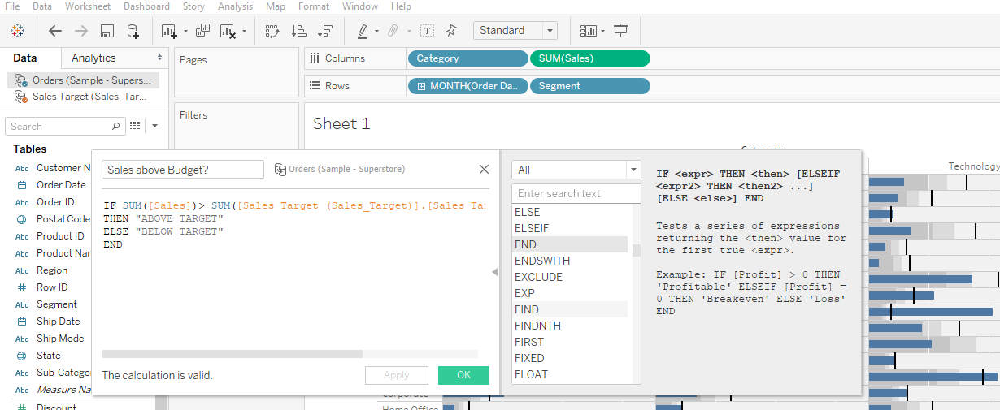 File Data Worksheet Dashboard Story Analysis Map Format Window Help
Standard
Data Analytics
Orders (Sample - Supers...
Sales Target (Sales_Tar...
Search
Tables
Abc Customer N
Order Date
Abc Order ID
Postal Code
Abc Product ID
Abc Product Nar
Abc Region
# Row ID
Abc Segment
Ship Date
Abc Ship Mode
State
Abc Sub-Catego
Abc Measure Na
# Discount
Pages
Filters
Columns Category SUM(Sales)
Rows MONTH(Order Da.. Segment
Sheet 1
Category
Technology
Sales above Budget? Orders (Sample - Superstore)
IF SUM([Sales])> SUM([Sales Target (Sales_Target)].[Sales Ta
THEN "ABOVE TARGET"
ELSE "BELOW TARGET"
END
The calculation is valid. Apply OK
All
Enter search text
ELSE
ELSEIF
END
ENDSWITH
EXCLUDE
EXP
FIND
FINDNTH
FIRST
FIXED
FLOAT
IF <expr> THEN <then> [ELSEIF
<expr2> THEN <then2> ...]
[ELSE <else>] END
Tests a series of expressions
returning the <then> value for
the first true <expr>.
Example: IF [Profit] > 0 THEN
'Profitable' ELSEIF [Profit] =
0 THEN 'Breakeven' ELSE 'Loss'
END
Corporate
Home Office